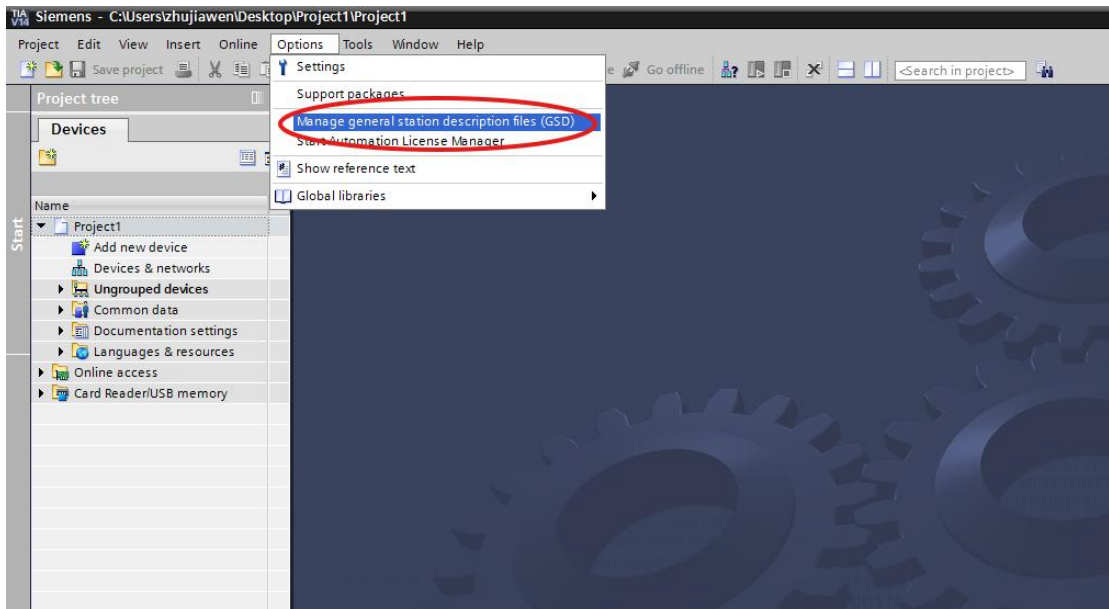 TIA V14 Siemens - C:\Users\zhujiawen\Desktop\Project1\Project1
Project Edit View Insert Online Options Tools Window Help
Save project
Go offline
<Search in project>
Settings
Support packages
Manage general station description files (GSD)
Start Automation License Manager
Show reference text
Global libraries
Project tree
Devices
Name
Project1
Add new device
Devices & networks
Ungrouped devices
Common data
Documentation settings
Languages & resources
Online access
Card Reader/USB memory
Start